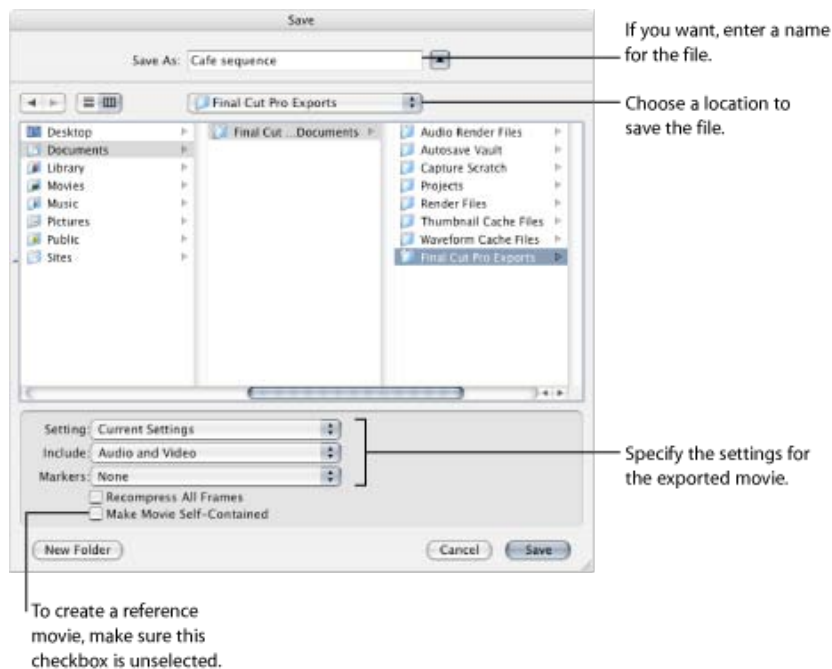 Save
If you want, enter a name
for the file.
Save As: Cafe sequence
Final Cut Pro Exports
Choose a location to
save the file.
Desktop
Documents
Library
Movies
Music
Pictures
Public
Sites
Final Cut ...Documents
Audio Render Files
Autosave Vault
Capture Scratch
Projects
Render Files
Thumbnail Cache Files
Waveform Cache Files
Final Cut Pro Exports
Setting: Current Settings
Include: Audio and Video
Markers: None
Recompress All Frames
Make Movie Self-Contained
Specify the settings for
the exported movie.
New Folder
Cancel
Save
To create a reference
movie, make sure this
checkbox is unselected.